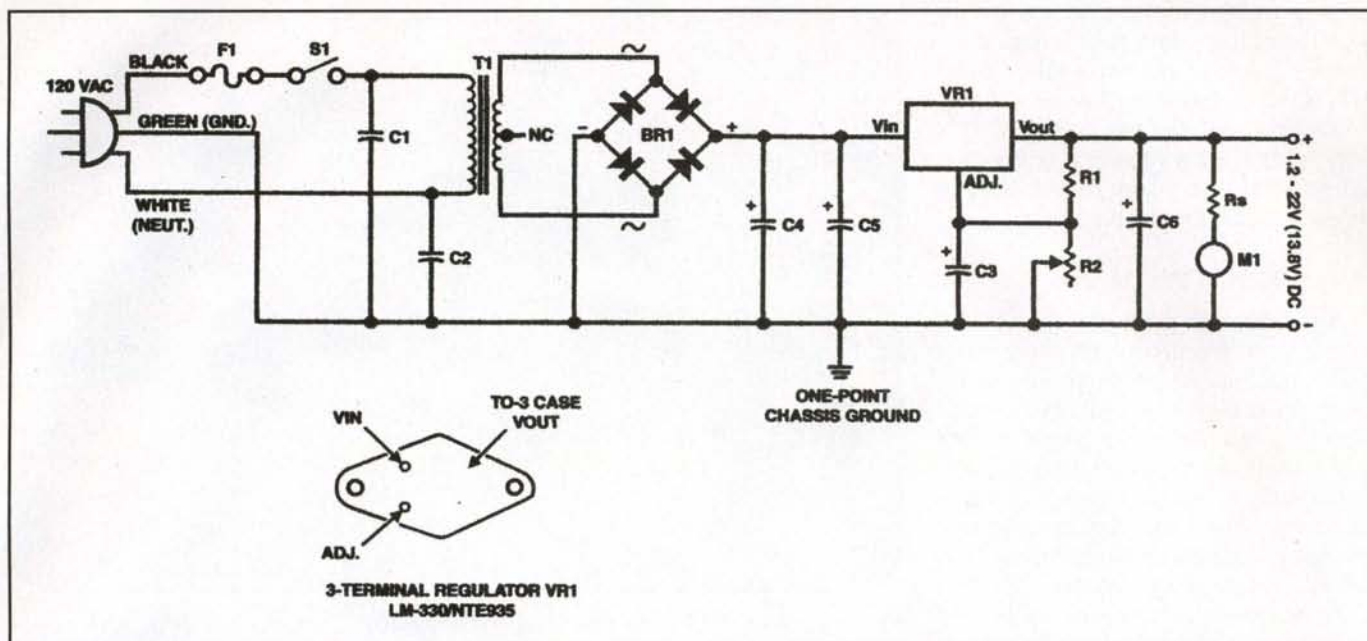 120 VAC
BLACK
F1
S1
GREEN (GND.)
WHITE
(NEUT.)
C1
C2
T1
NC
~
~
–
BR1
+
+
C4
+
C5
Vin
VR1
Vout
ADJ.
+
C3
R1
R2
+
C6
Rs
M1
+
1.2 - 22V (13.8V) DC
–
ONE-POINT
CHASSIS GROUND
VIN
TO-3 CASE
VOUT
ADJ.
3-TERMINAL REGULATOR VR1
LM-330/NTE935